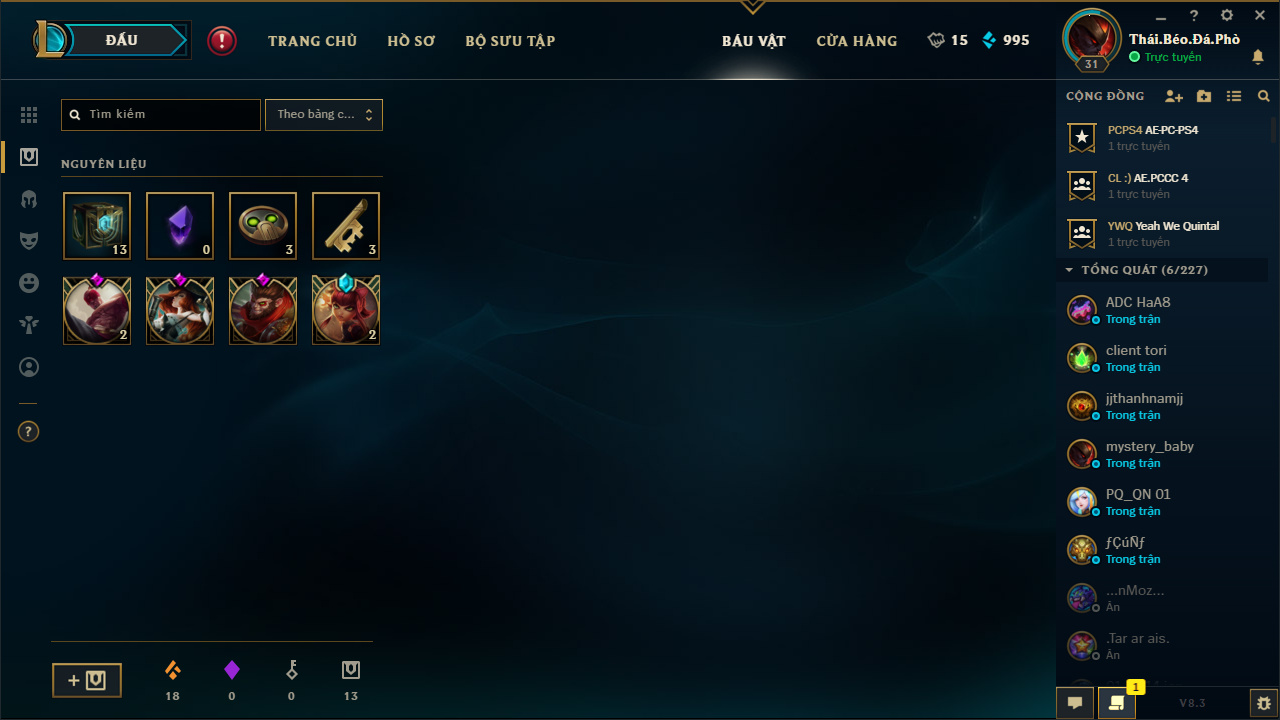 ĐẤU
TRANG CHỦ
HỒ SƠ
BỘ SƯU TẬP
BÁU VẬT
CỬA HÀNG
15
995
?
31
Thái.Béo.Đá.Phò
Trực tuyến
Tìm kiếm
Theo bảng c...
NGUYÊN LIỆU
13
0
3
3
2
2
?
18
0
0
13
CỘNG ĐỒNG
PCPS4 AE-PC-PS4
1 trực tuyến
CL :) AE.PCCC 4
1 trực tuyến
YWQ Yeah We Quintal
1 trực tuyến
TỔNG QUÁT (6/227)
ADC HaA8
Trong trận
client tori
Trong trận
jjthanhnamjj
Trong trận
mystery_baby
Trong trận
PQ_QN 01
Trong trận
ƒÇúÑƒ
Trong trận
...nMoz...
Ẩn
.Tar ar ais.
Ẩn
1
V8.3